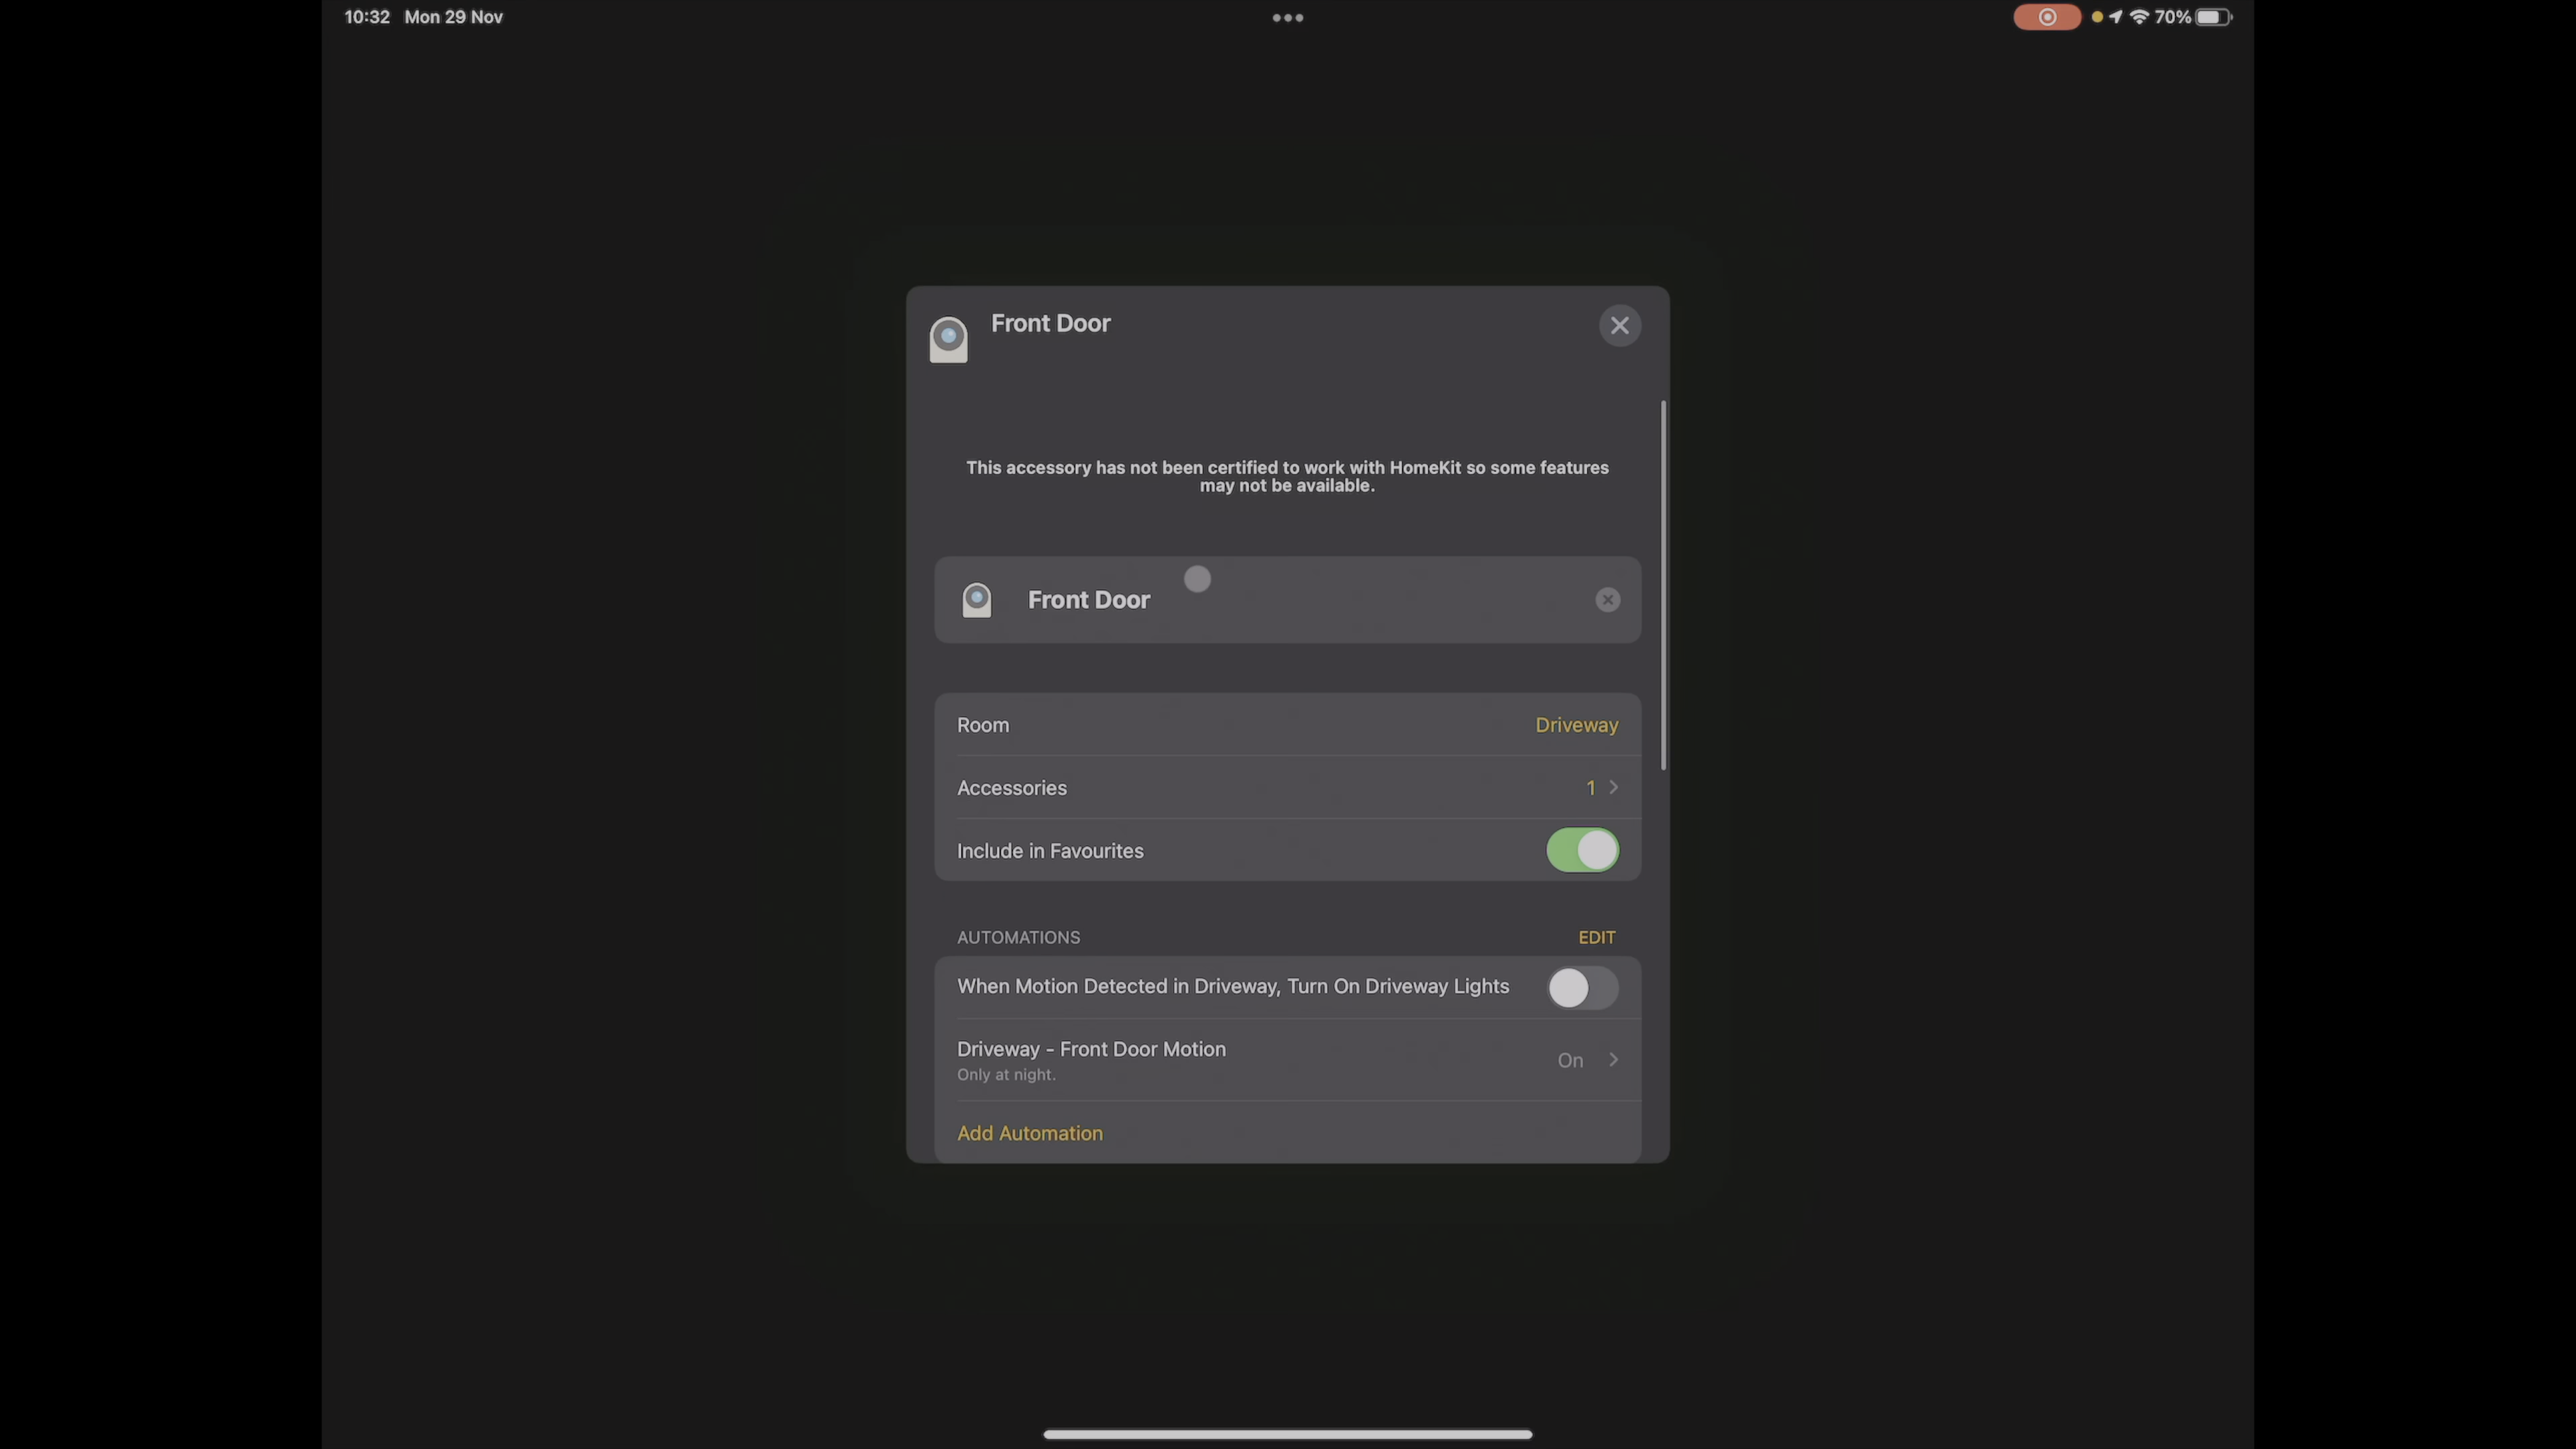 10:32 Mon 29 Nov
70%
Front Door
This accessory has not been certified to work with HomeKit so some features
may not be available.
Front Door
Room Driveway
Accessories 1
Include in Favourites
AUTOMATIONS EDIT
When Motion Detected in Driveway, Turn On Driveway Lights
Driveway - Front Door Motion On
Only at night.
Add Automation